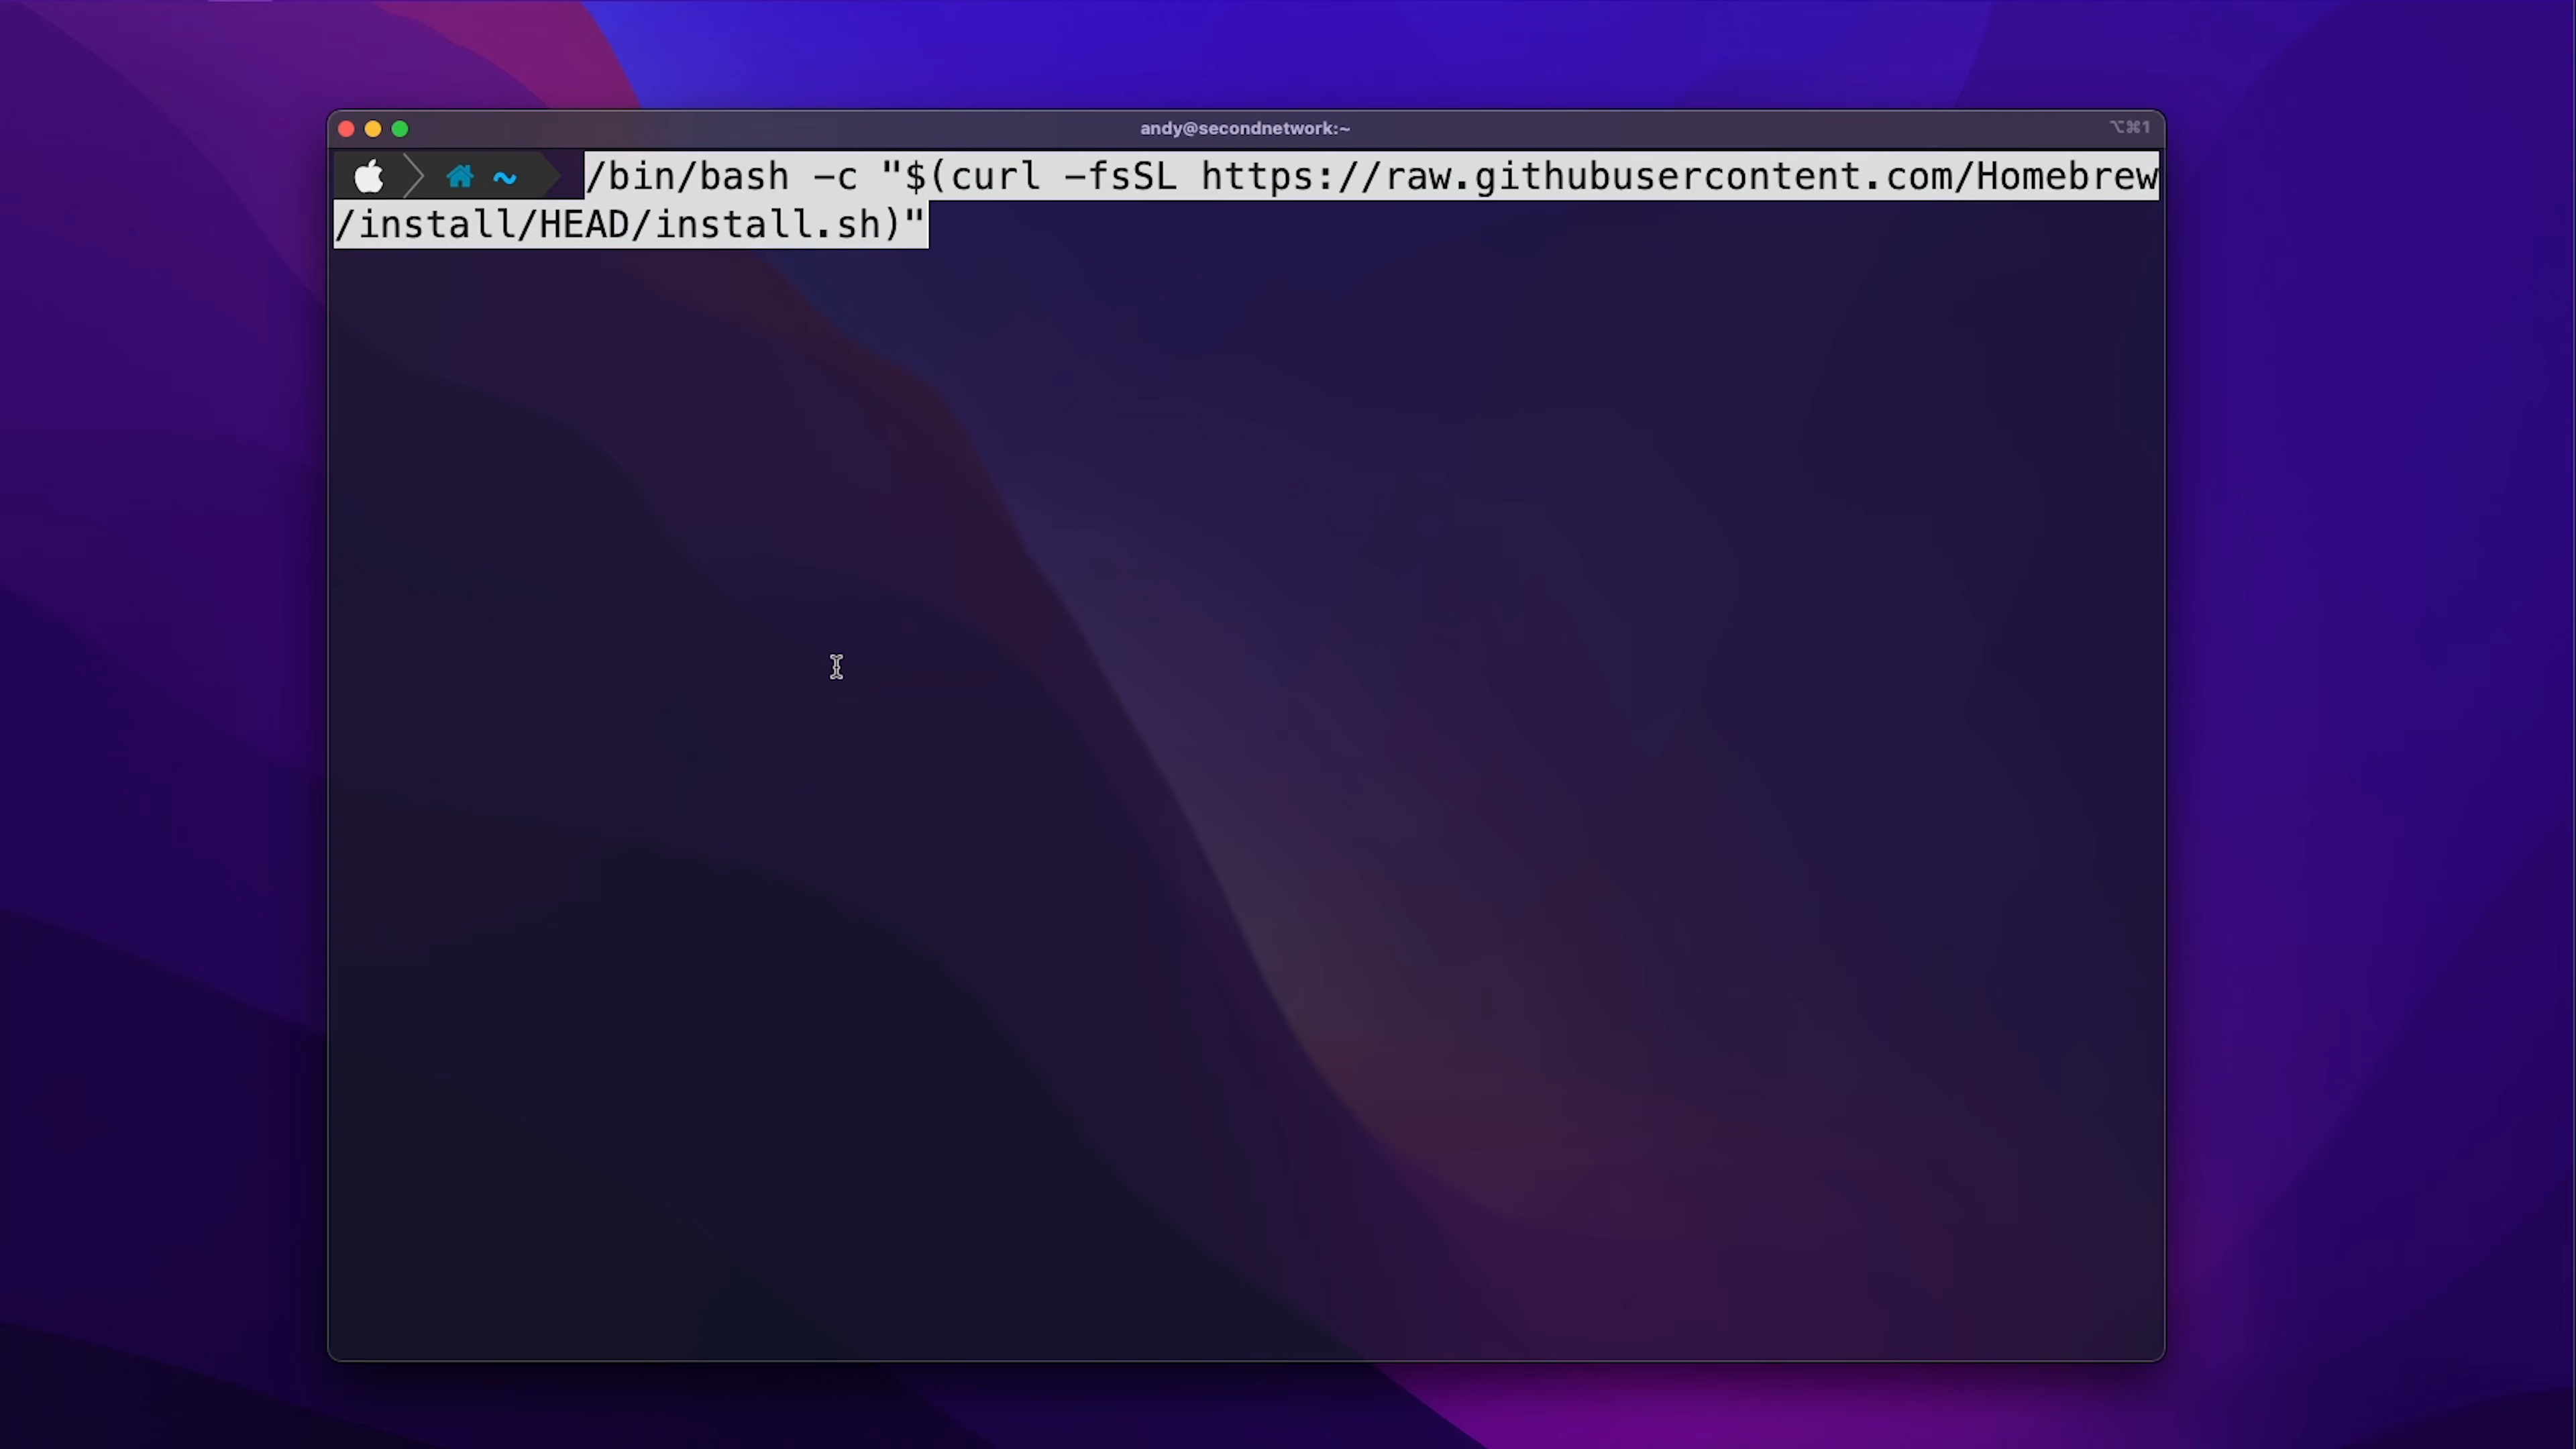 andy@secondnetwork:~
⌥⌘1
~ /bin/bash -c "$(curl -fsSL https://raw.githubusercontent.com/Homebrew
/install/HEAD/install.sh)"